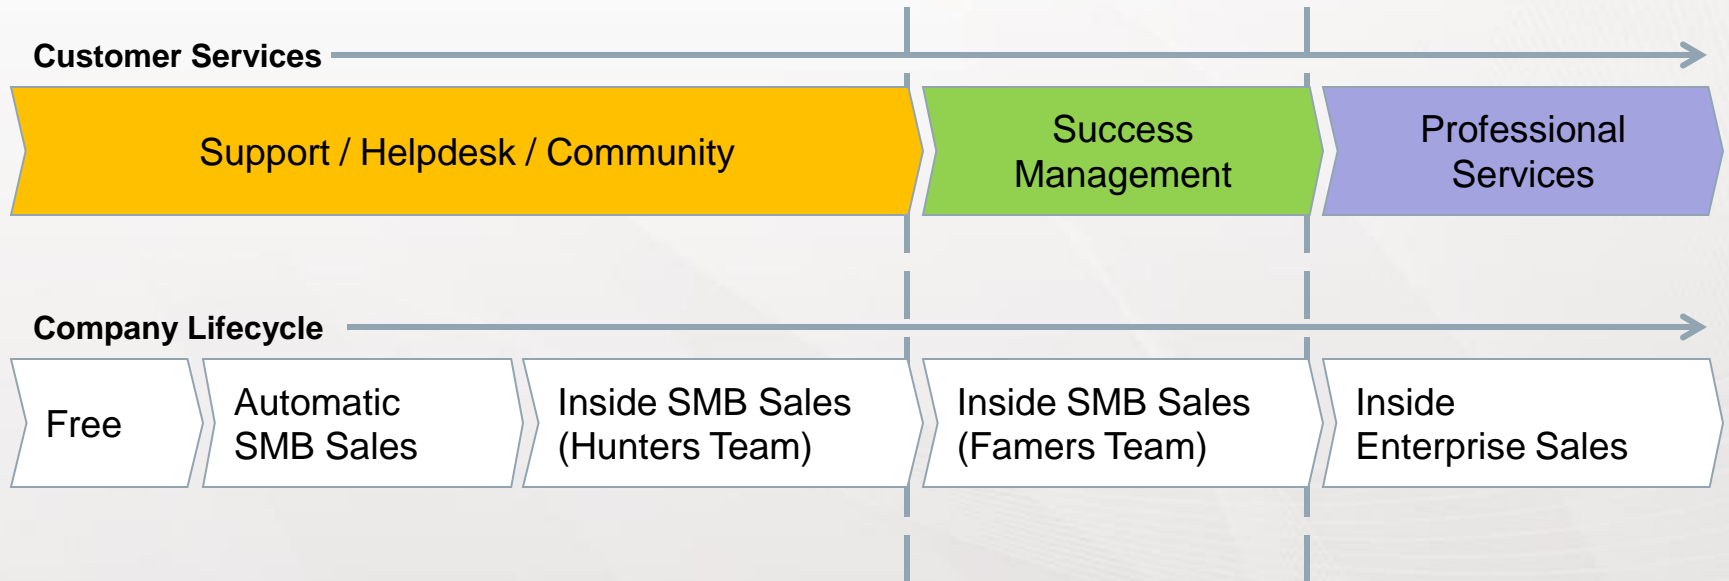 Customer Services
Support / Helpdesk / Community
Success
Management
Professional
Services
Company Lifecycle
Free
Automatic
SMB Sales
Inside SMB Sales
(Hunters Team)
Inside SMB Sales
(Famers Team)
Inside
Enterprise Sales